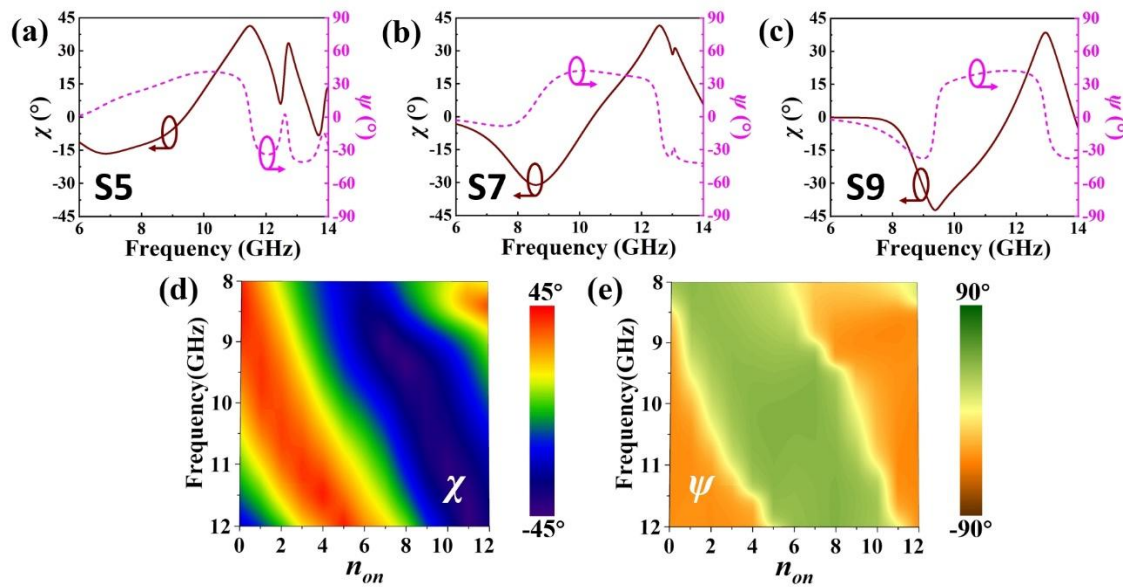 (a)
45
30
15
0
-15
-30
-45
χ (°)
90
60
30
0
-30
-60
-90
ψ (°)
S5
6 8 10 12 14
Frequency (GHz)
(b)
45
30
15
0
-15
-30
-45
χ (°)
90
60
30
0
-30
-60
-90
ψ (°)
S7
6 8 10 12 14
Frequency (GHz)
(c)
45
30
15
0
-15
-30
-45
χ (°)
90
60
30
0
-30
-60
-90
ψ (°)
S9
6 8 10 12 14
Frequency (GHz)
(d)
8
9
10
11
12
Frequency(GHz)
χ
0 2 4 6 8 10 12
n_on
45°
-45°
(e)
8
9
10
11
12
Frequency(GHz)
ψ
0 2 4 6 8 10 12
n_on
90°
-90°